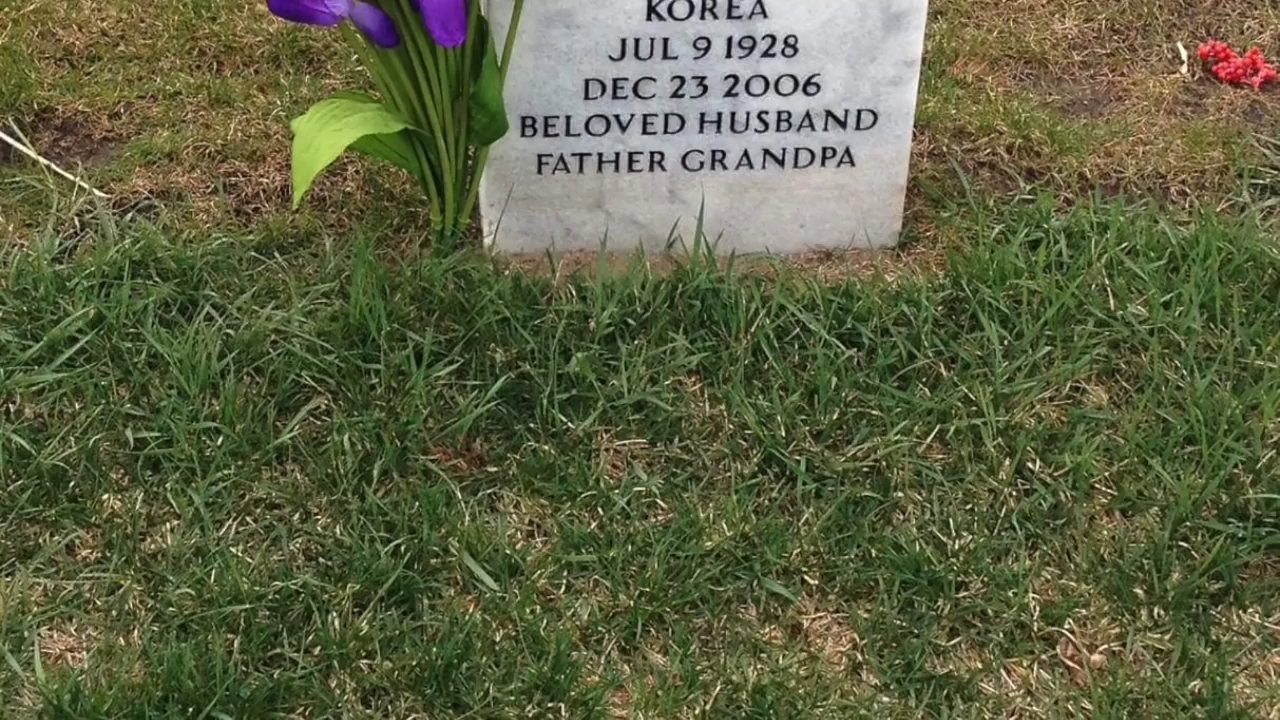 KOREA
JUL 9 1928
DEC 23 2006
BELOVED HUSBAND
FATHER GRANDPA